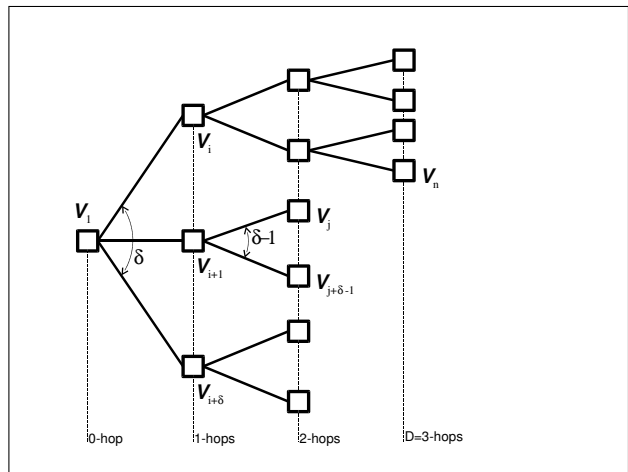 V₁
δ
Vᵢ
Vᵢ₊₁
Vᵢ₊δ
δ-1
Vⱼ
Vⱼ₊δ₋₁
Vₙ
0-hop
1-hops
2-hops
D=3-hops